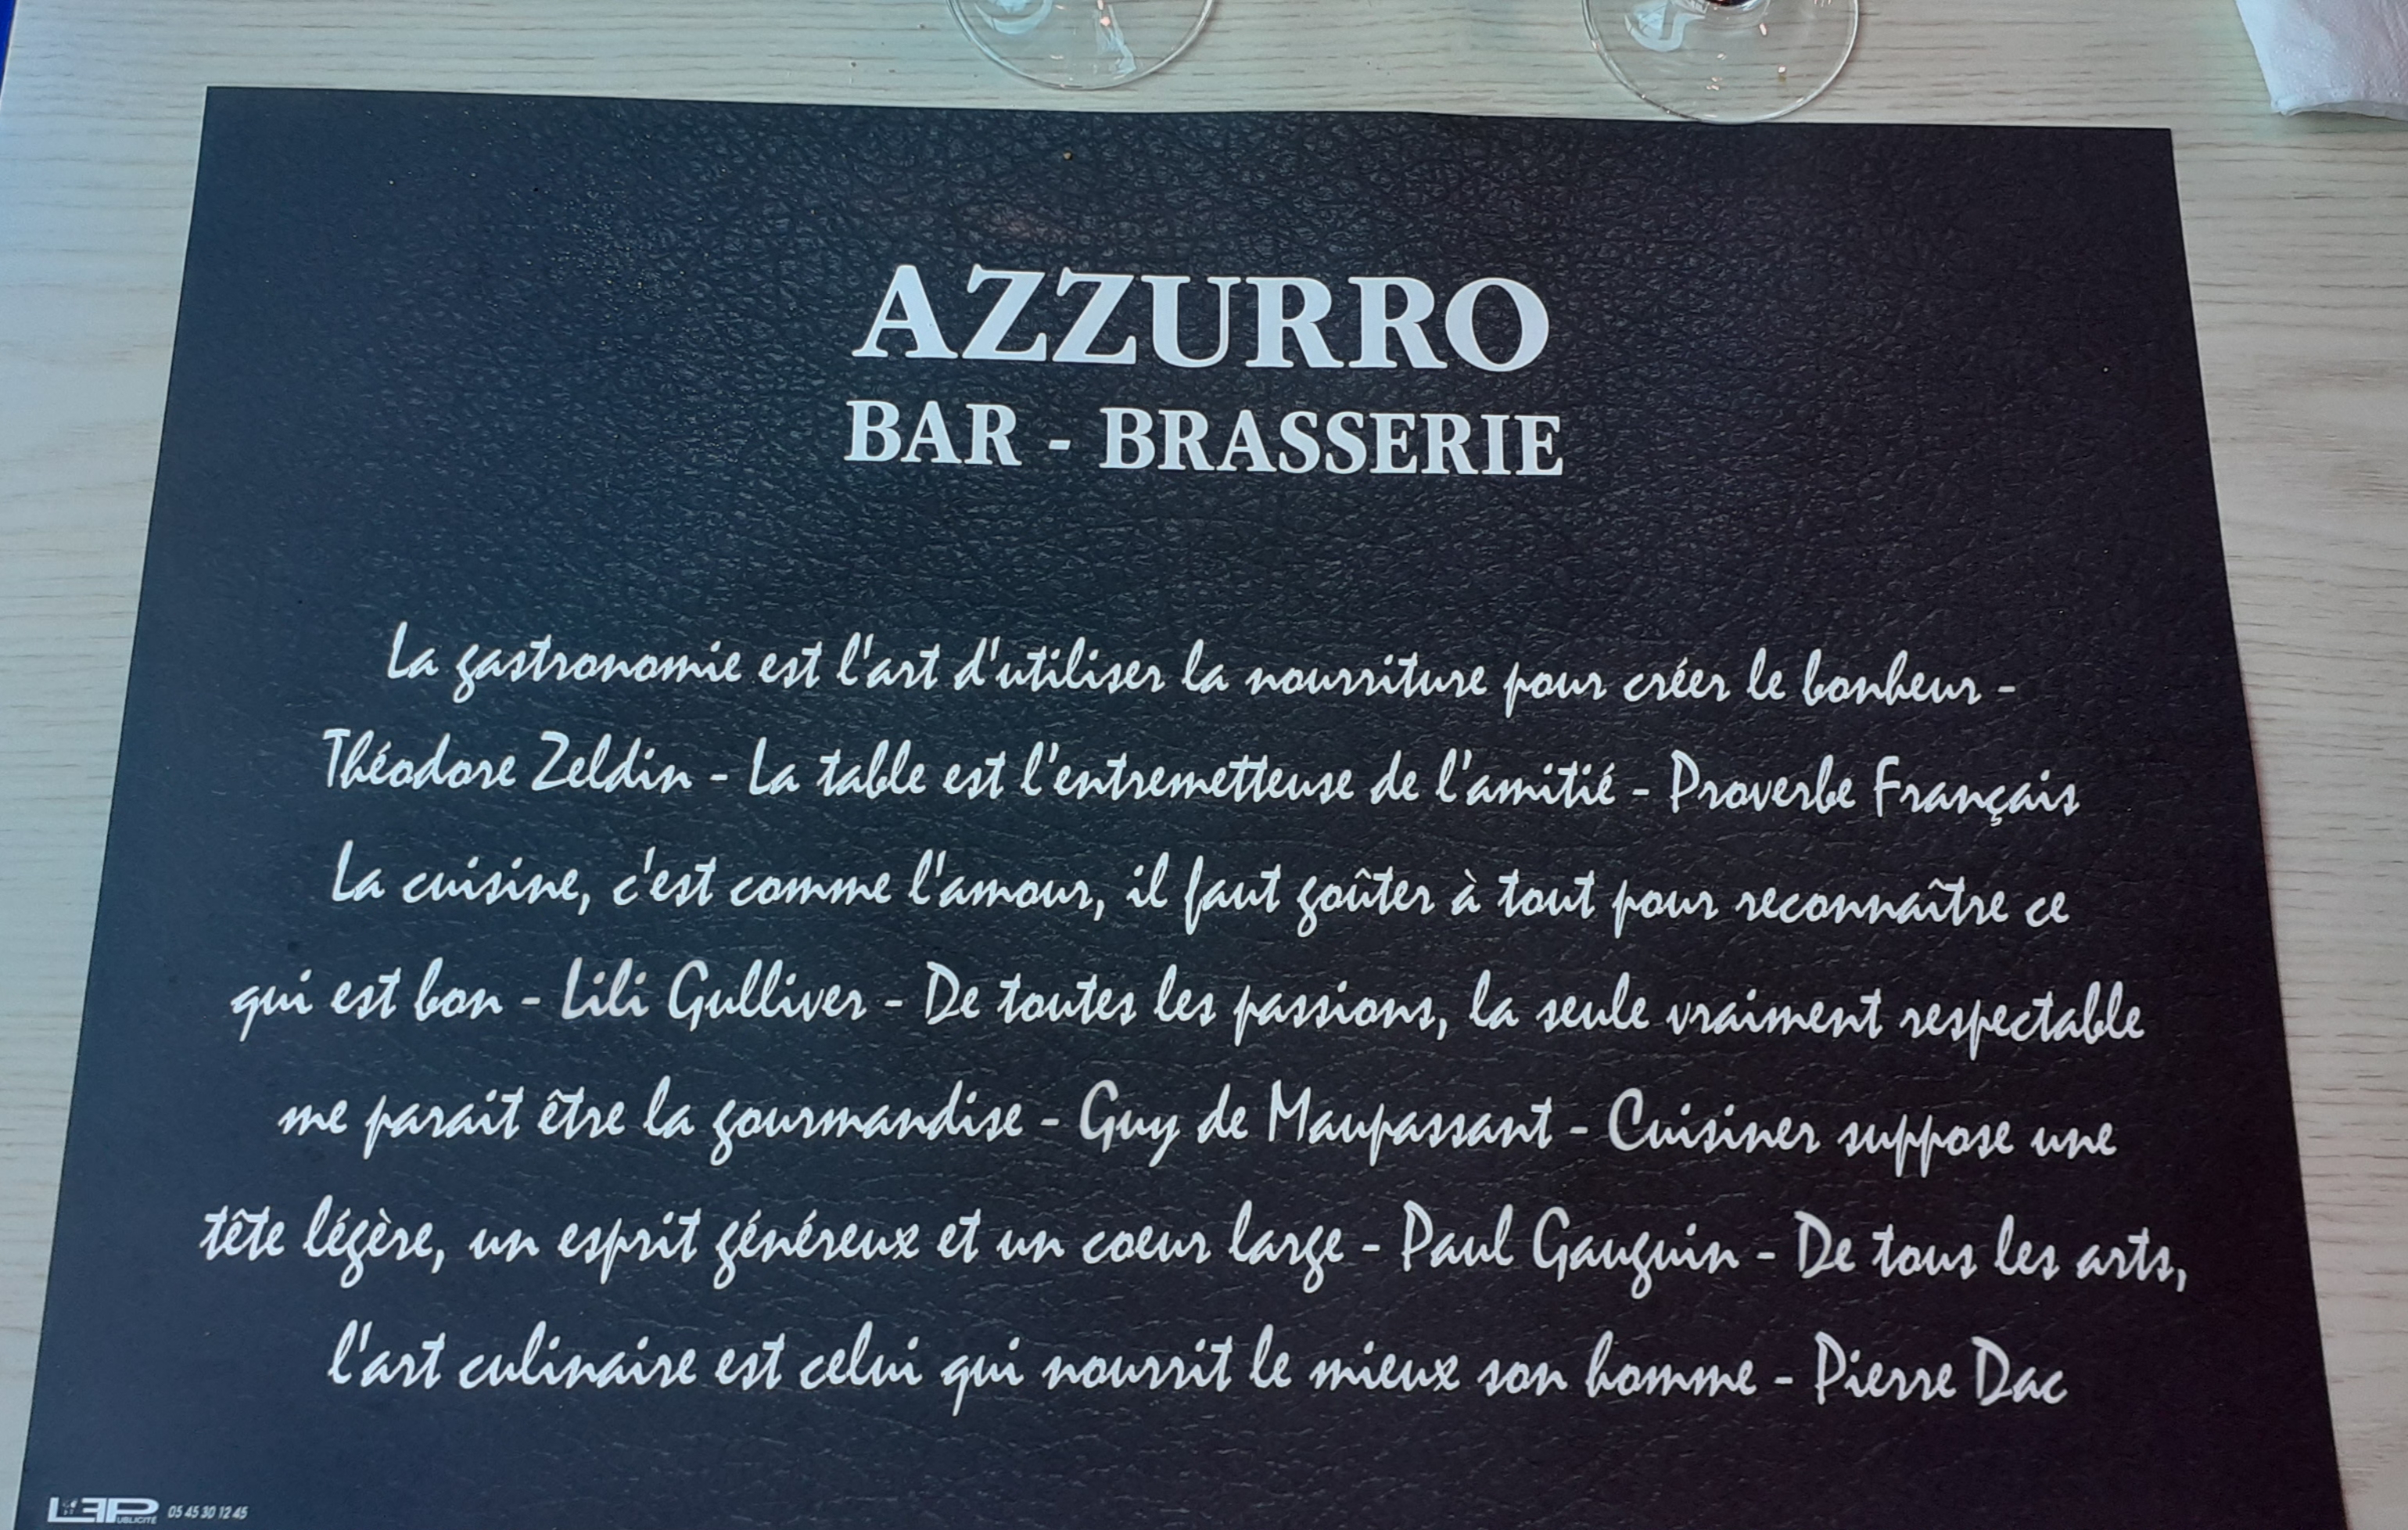 AZZURRO
BAR - BRASSERIE
La gastronomie est l'art d'utiliser la nourriture pour créer le bonheur -
Théodore Zeldin - La table est l'entremetteuse de l'amitié - Proverbe Français
La cuisine, c'est comme l'amour, il faut goûter à tout pour reconnaître ce
qui est bon - Lili Gulliver - De toutes les passions, la seule vraiment respectable
me parait être la gourmandise - Guy de Maupassant - Cuisiner suppose une
tête légère, un esprit généreux et un coeur large - Paul Gauguin - De tous les arts,
l'art culinaire est celui qui nourrit le mieux son homme - Pierre Dac
05 45 30 12 45